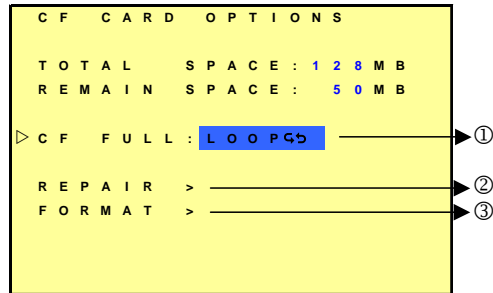 CF CARD OPTIONS
TOTAL SPACE:128MB
REMAIN SPACE: 50MB
▷CF FULL:LOOP ①
REPAIR > ②
FORMAT > ③